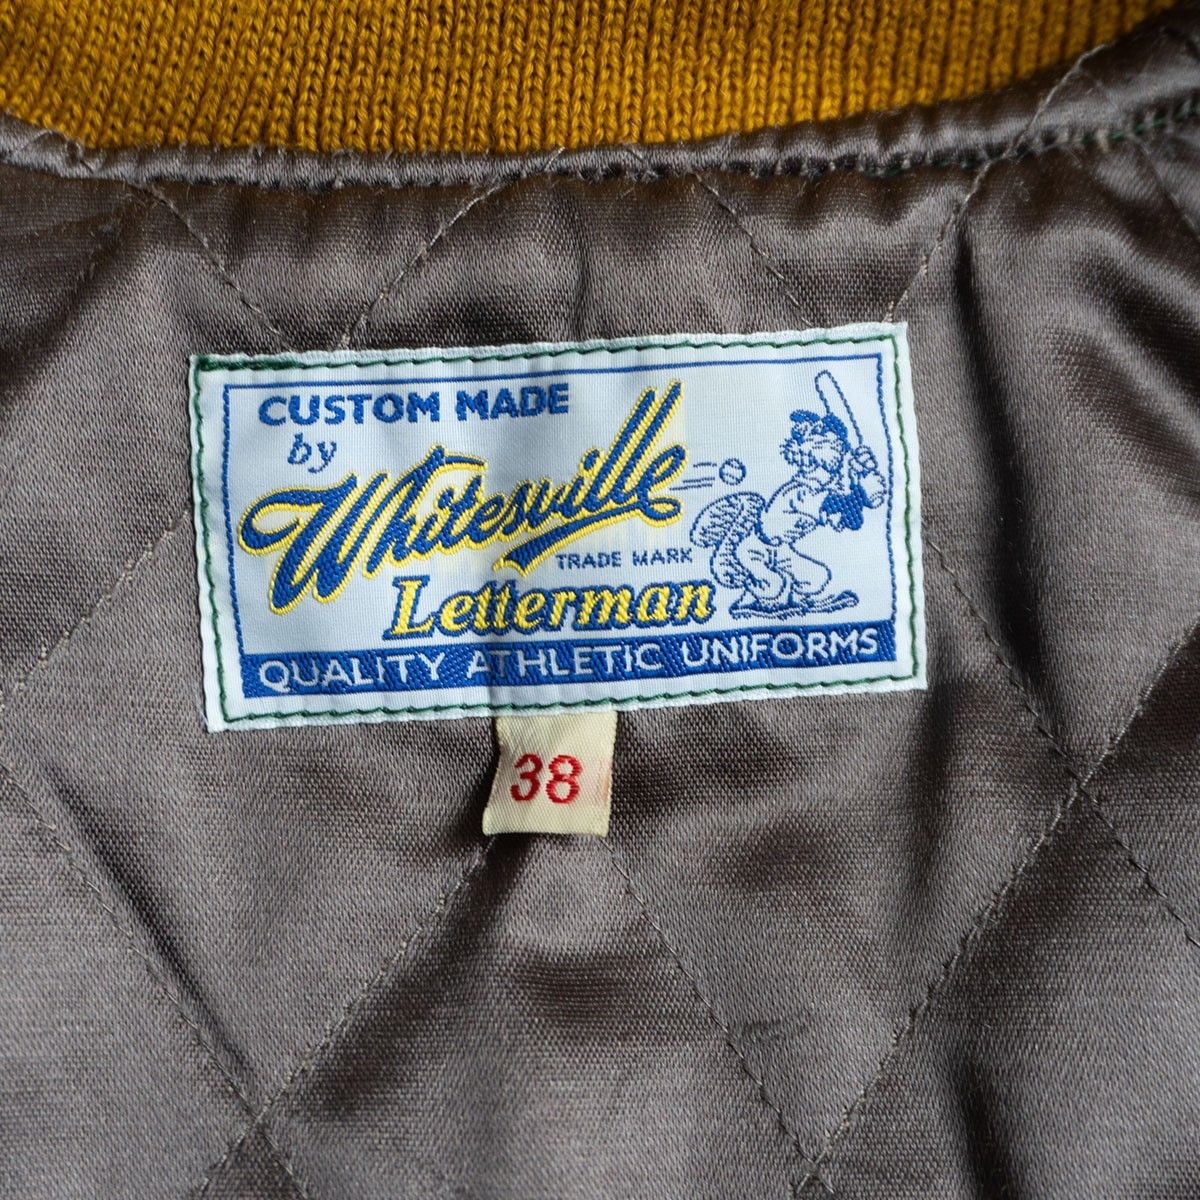 CUSTOM MADE
by
Whitesville
TRADE MARK
Letterman
QUALITY ATHLETIC UNIFORMS
38